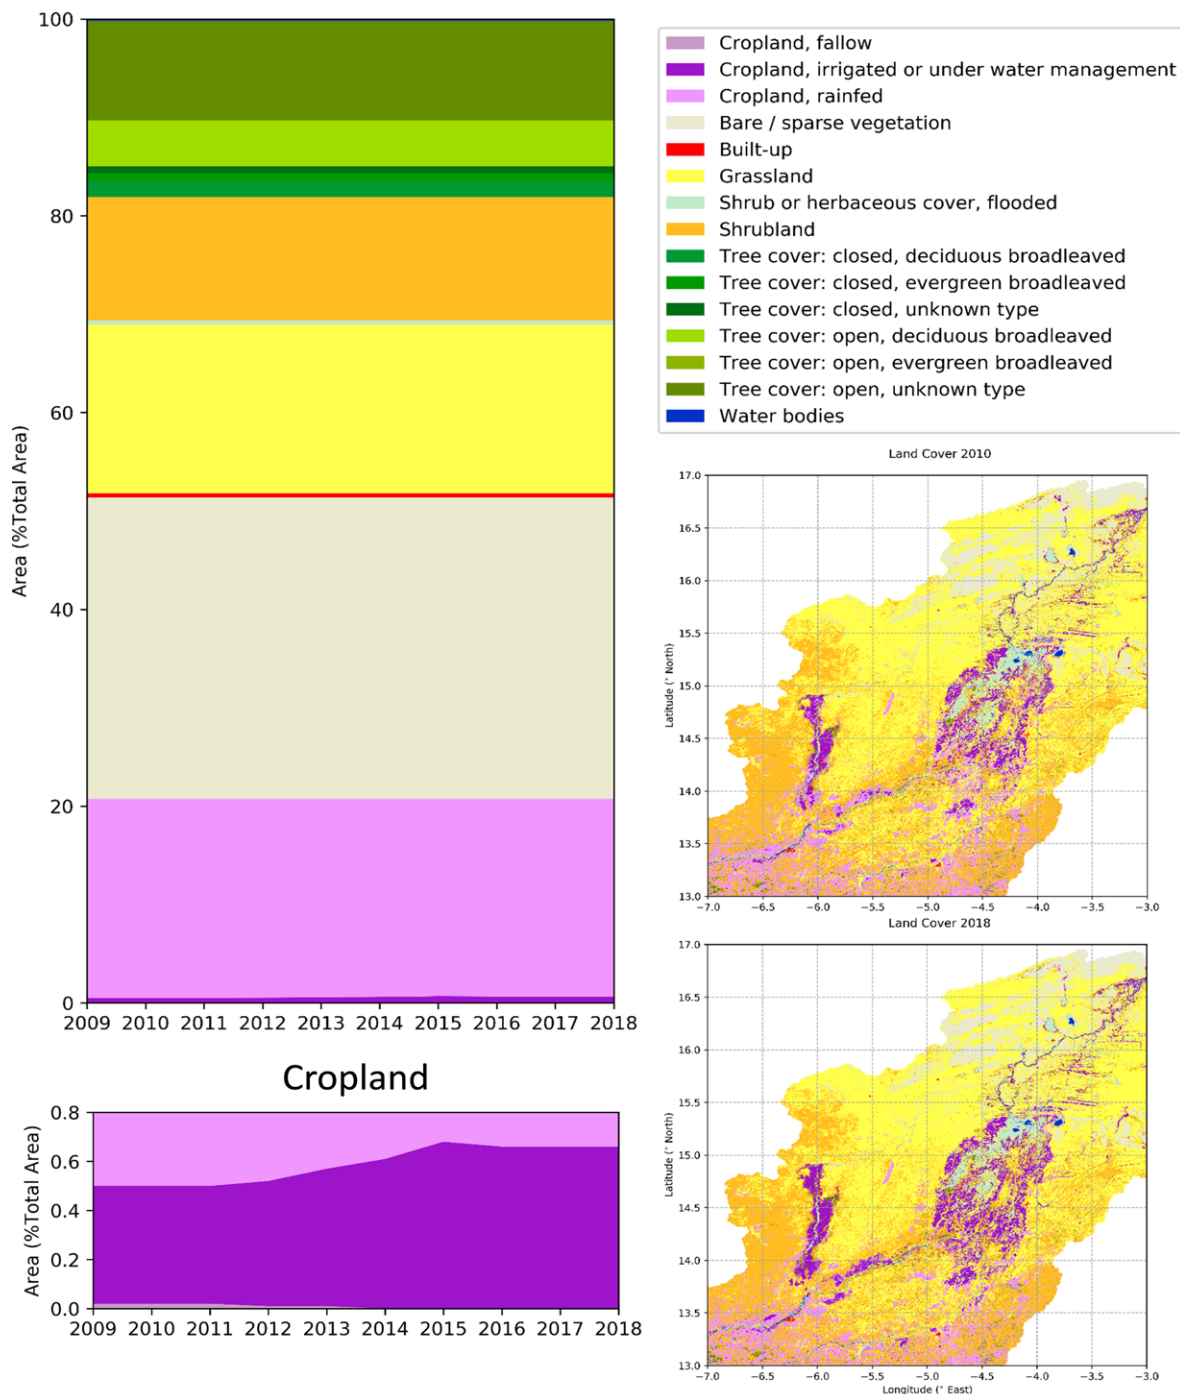 100
80
60
40
20
0
Area (%Total Area)
2009 2010 2011 2012 2013 2014 2015 2016 2017 2018
Cropland, fallow
Cropland, irrigated or under water management
Cropland, rainfed
Bare / sparse vegetation
Built-up
Grassland
Shrub or herbaceous cover, flooded
Shrubland
Tree cover: closed, deciduous broadleaved
Tree cover: closed, evergreen broadleaved
Tree cover: closed, unknown type
Tree cover: open, deciduous broadleaved
Tree cover: open, evergreen broadleaved
Tree cover: open, unknown type
Water bodies
Land Cover 2010
17.0
16.5
16.0
15.5
15.0
14.5
14.0
13.5
13.0
Latitude (° North)
−7.0 −6.5 −6.0 −5.5 −5.0 −4.5 −4.0 −3.5 −3.0
Cropland
0.8
0.6
0.4
0.2
0.0
Area (%Total Area)
2009 2010 2011 2012 2013 2014 2015 2016 2017 2018
Land Cover 2018
17.0
16.5
16.0
15.5
15.0
14.5
14.0
13.5
13.0
Latitude (° North)
−7.0 −6.5 −6.0 −5.5 −5.0 −4.5 −4.0 −3.5 −3.0
Longitude (° East)